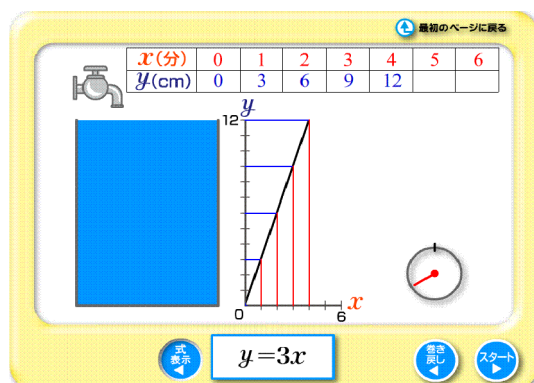 最初のページに戻る
x(分) 0 1 2 3 4 5 6
y(cm) 0 3 6 9 12
y
12
x
0 6
式表示
y=3x
巻き戻し
スタート